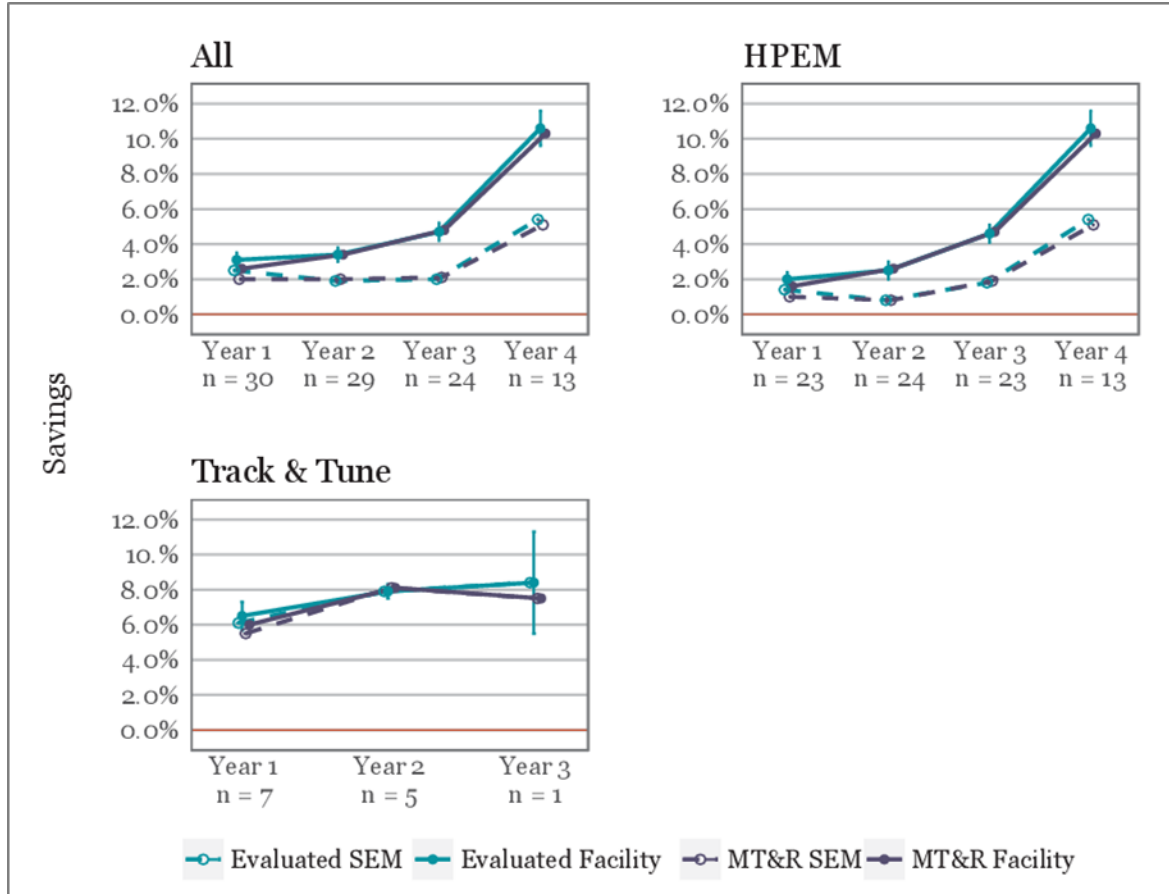 All
12.0%
10.%
8.0%
6.0%
4.0%
2.0%
0.0%
Year 1 Year 2 Year 3 Year 4
n = 30 n = 29 n = 24 n = 13
HPEM
12.0%
10.%
8.0%
6.0%
4.0%
2.0%
0.0%
Year 1 Year 2 Year 3 Year 4
n = 23 n = 24 n = 23 n = 13
Savings
Track & Tune
12.0%
10.%
8.0%
6.0%
4.0%
2.0%
0.0%
Year 1 Year 2 Year 3
n = 7 n = 5 n = 1
Evaluated SEM Evaluated Facility MT&R SEM MT&R Facility